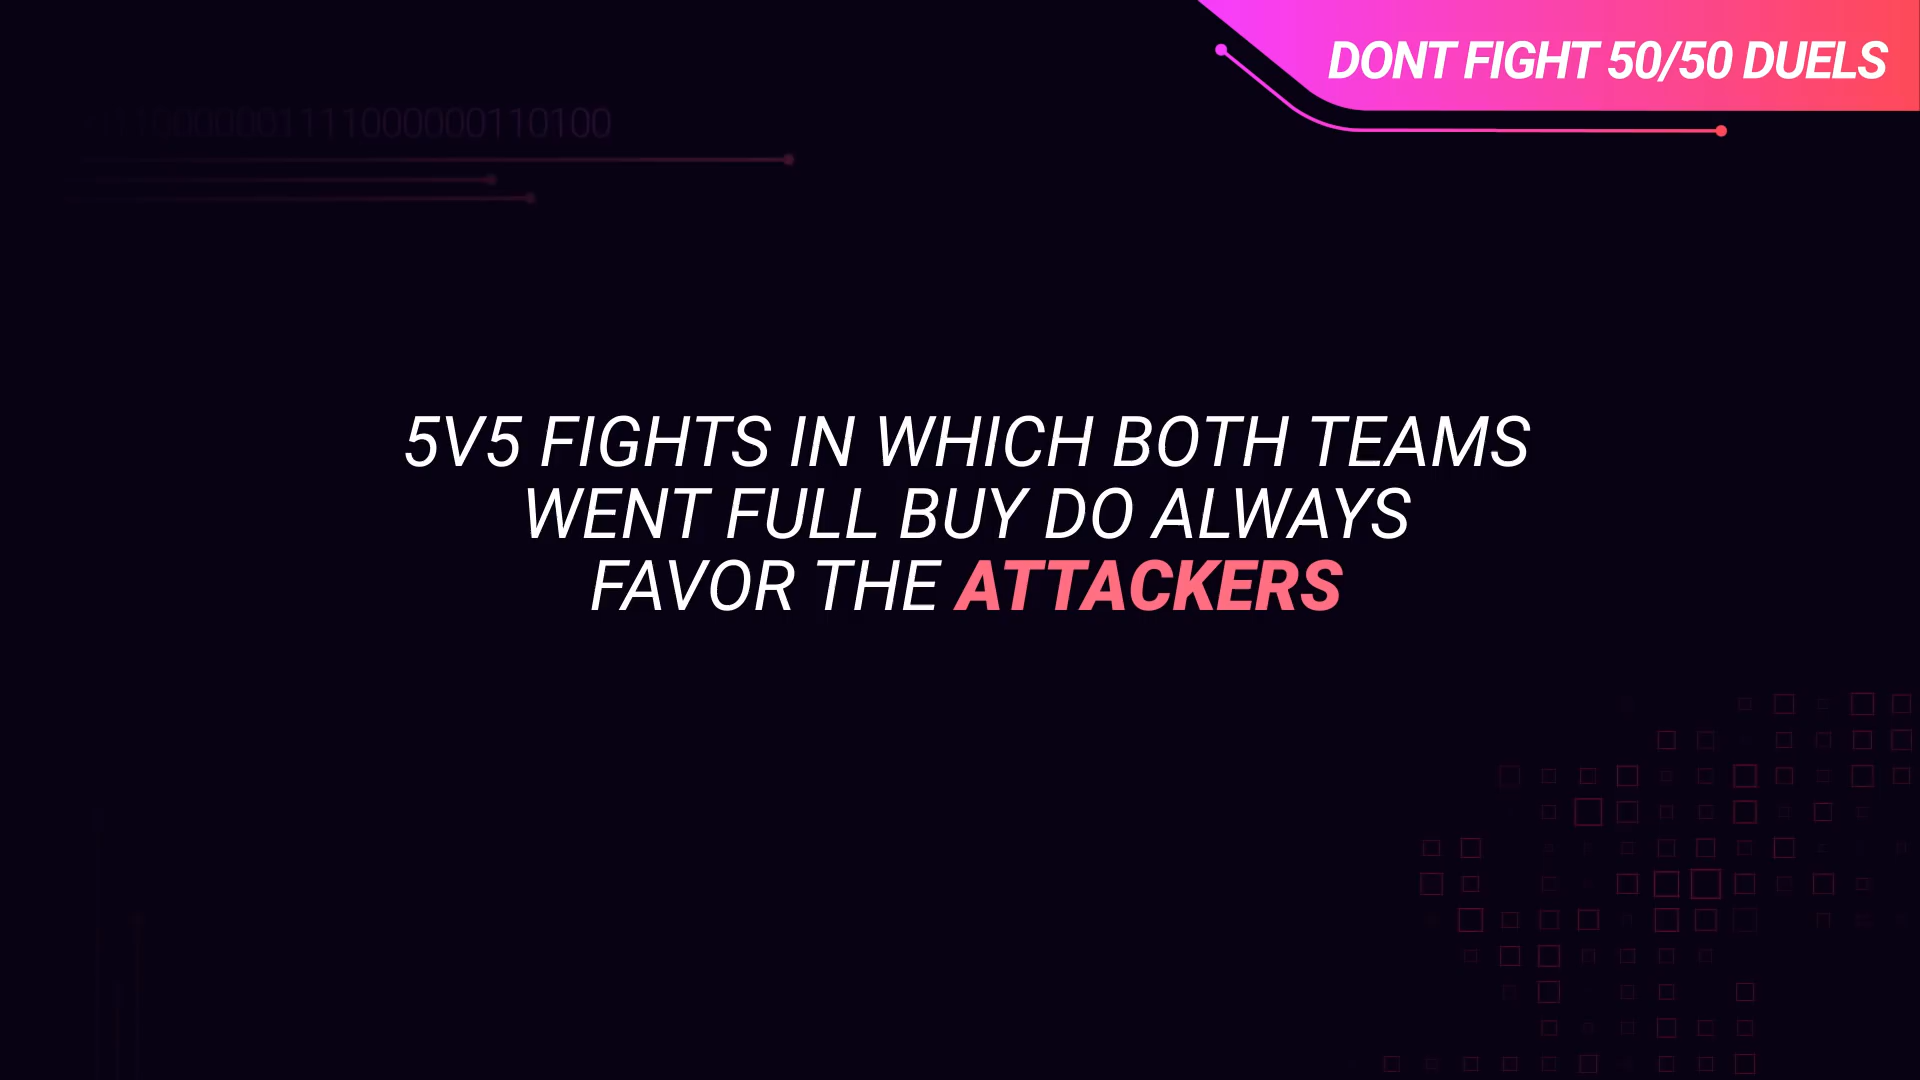 DONT FIGHT 50/50 DUELS
5V5 FIGHTS IN WHICH BOTH TEAMS
WENT FULL BUY DO ALWAYS
FAVOR THE ATTACKERS